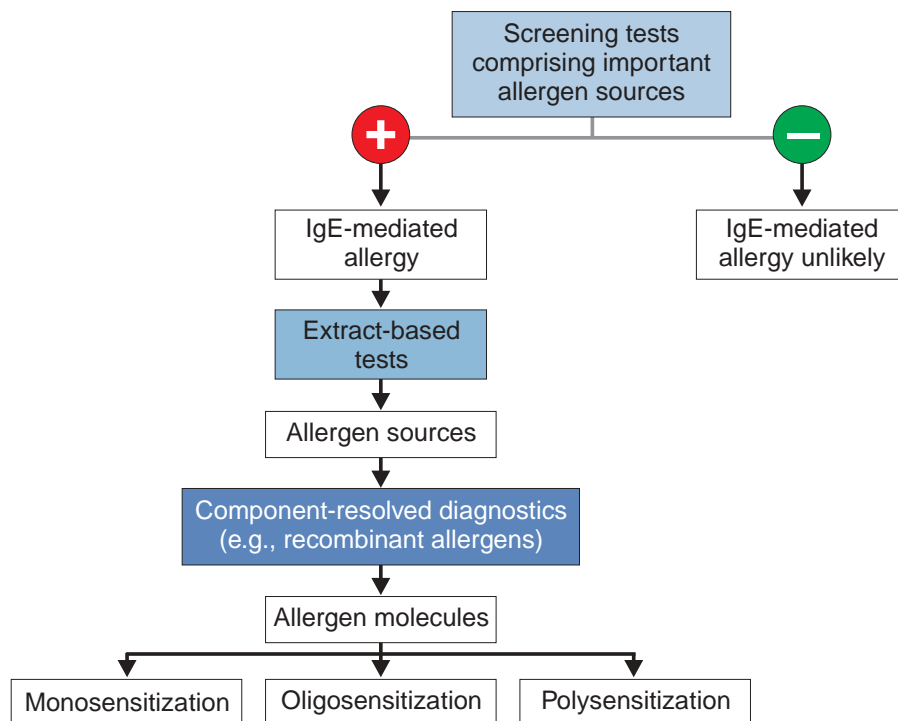 Screening tests
comprising important
allergen sources
+
−
IgE-mediated
allergy
IgE-mediated
allergy unlikely
Extract-based
tests
Allergen sources
Component-resolved diagnostics
(e.g., recombinant allergens)
Allergen molecules
Monosensitization
Oligosensitization
Polysensitization